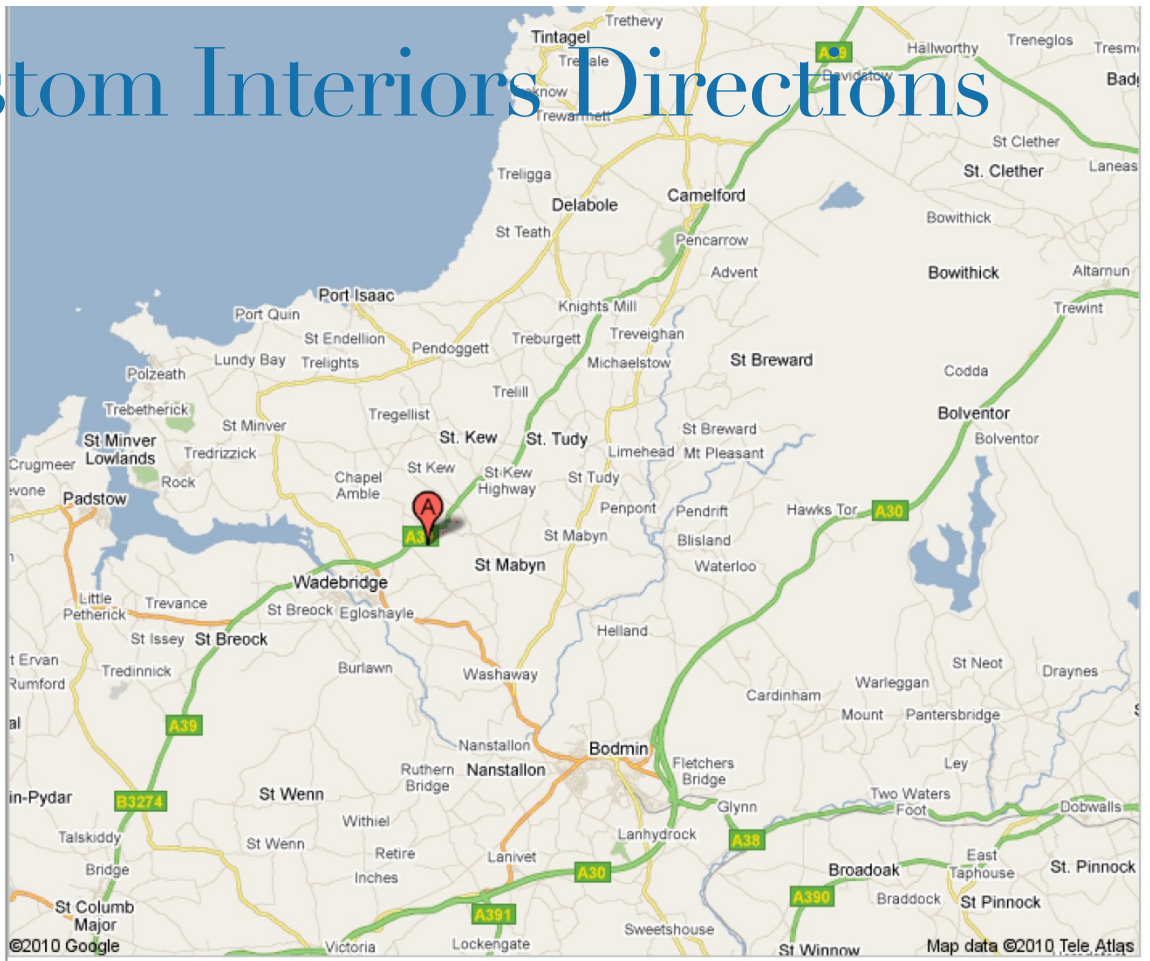 Trethevy
Tintagel
Treknow
Trewarmett
A39
Hallworthy
Treneglos
Davidstow
stom Interiors Directions
St Clether
St. Clether
Treligga
Camelford
Delabole
Bowithick
St Teath
Pencarrow
Advent
Bowithick
Altarnun
Port Isaac
Knights Mill
Trewint
Port Quin
St Endellion
Pendoggett
Treburgett
Treveighan
Lundy Bay
Trelights
Michaelstow
St Breward
Polzeath
Codda
Trelill
Trebetherick
Tregellist
Bolventor
St Minver
St. Kew
St. Tudy
St Breward
Bolventor
St Minver
Lowlands
Tredrizzick
Limehead
Mt Pleasant
Crugmeer
St Kew
St Kew
Highway
St Tudy
Chapel
Amble
Rock
Padstow
A
Penpont
Pendrift
Hawks Tor
A30
St Mabyn
Blisland
St Mabyn
Waterloo
Wadebridge
Little
Petherick
Trevance
St Breock
Egloshayle
St Issey
St Breock
Helland
t Ervan
Rumford
Tredinnick
Burlawn
Washaway
St Neot
Draynes
Warleggan
Cardinham
Mount
Pantersbridge
A39
Nanstallon
Bodmin
Ruthern
Bridge
Nanstallon
Fletchers
Bridge
Ley
in-Pydar
B3274
St Wenn
Two Waters
Foot
Dobwalls
Glynn
Withiel
Talskiddy
St Wenn
Lanhydrock
A38
Retire
Lanivet
Bridge
Inches
A30
Broadoak
East
Taphouse
St. Pinnock
A390
Braddock
St Pinnock
St Columb
Major
A391
Sweetshouse
©2010 Google
Victoria
Lockengate
St Winnow
Map data ©2010 Tele Atlas